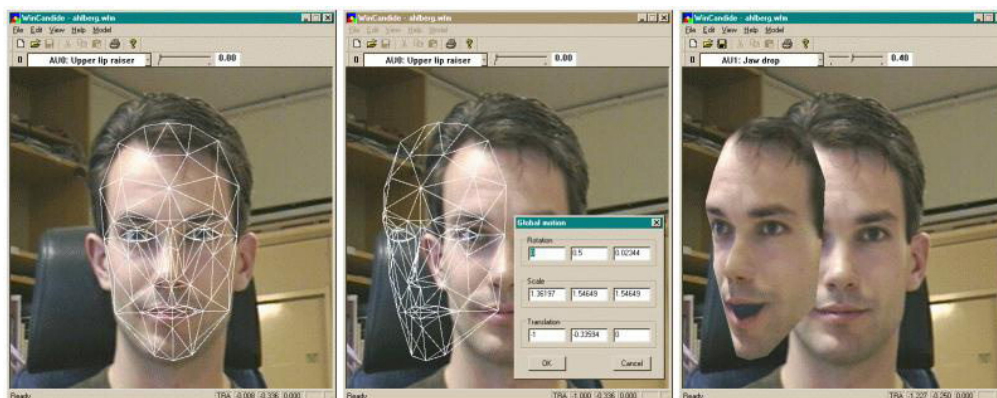 WinCandide - ahlberg.wfm
File Edit View Help Model
0 AU0: Upper lip raiser 0.00
Ready TRA -0.008 -0.336 0.000
WinCandide - ahlberg.wfm
File Edit View Help Model
0 AU0: Upper lip raiser 0.00
Global motion
Rotation
0.5 0.02344
Scale
1.36197 1.54649 1.54649
Translation
-1 -0.33594 0
OK Cancel
Ready TRA -1.000 -0.336 0.000
WinCandide - ahlberg.wfm
File Edit View Help Model
0 AU1: Jaw drop 0.40
Ready TRA -1.227 -0.250 0.000